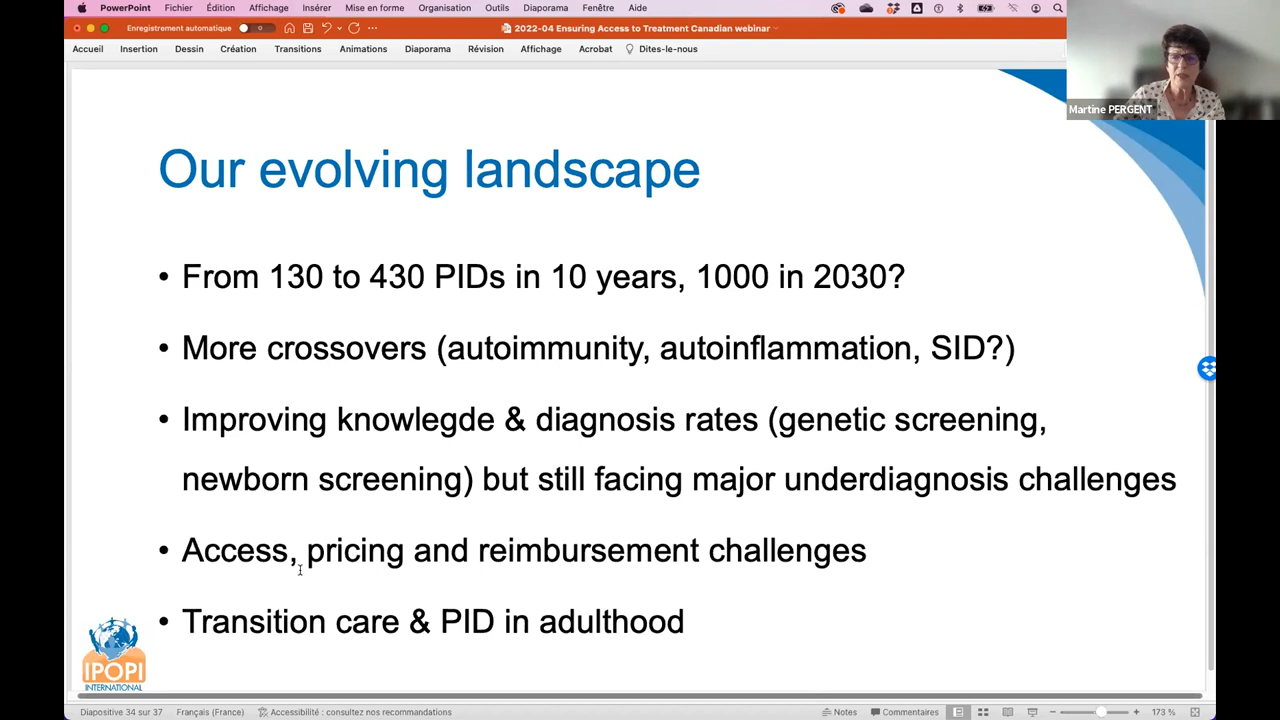 PowerPoint Fichier Édition Affichage Insérer Mise en forme Organisation Outils Diaporama Fenêtre Aide
Enregistrement automatique 2022-04 Ensuring Access to Treatment Canadian webinar
Accueil Insertion Dessin Création Transitions Animations Diaporama Révision Affichage Acrobat Dites-le-nous
Martine PERGENT
Our evolving landscape
• From 130 to 430 PIDs in 10 years, 1000 in 2030?
• More crossovers (autoimmunity, autoinflammation, SID?)
• Improving knowlegde & diagnosis rates (genetic screening,
newborn screening) but still facing major underdiagnosis challenges
• Access, pricing and reimbursement challenges
• Transition care & PID in adulthood
IPOPI
INTERNATIONAL
Diapositive 34 sur 37 Français (France) Accessibilité : consultez nos recommandations Notes Commentaires 173 %